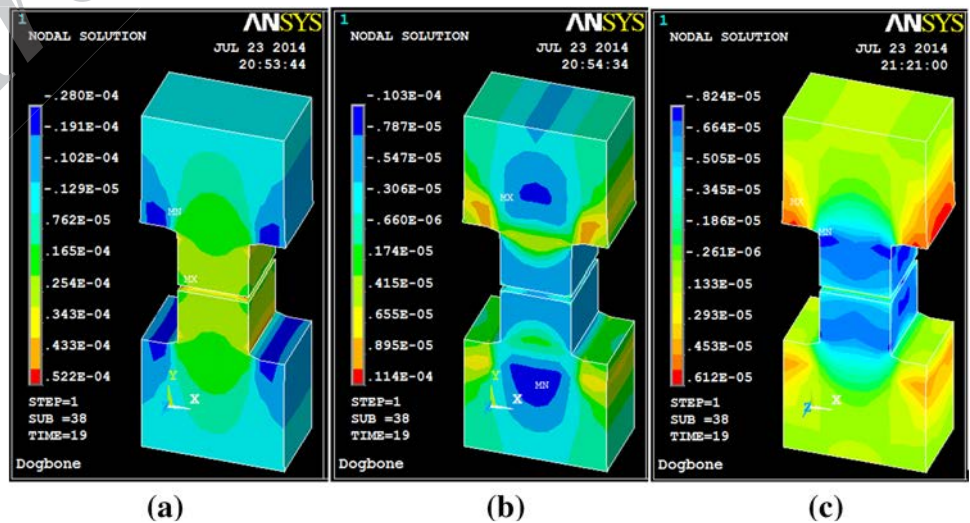 1
ANSYS
NODAL SOLUTION
JUL 23 2014
20:53:44
-.280E-04
-.191E-04
-.102E-04
-.129E-05
.762E-05
.165E-04
.254E-04
.343E-04
.433E-04
.522E-04
MN
MX
Y
Z X
STEP=1
SUB =38
TIME=19
Dogbone
(a)
1
ANSYS
NODAL SOLUTION
JUL 23 2014
20:54:34
-.103E-04
-.787E-05
-.547E-05
-.306E-05
-.660E-06
.174E-05
.415E-05
.655E-05
.895E-05
.114E-04
MX
MN
Y
Z X
STEP=1
SUB =38
TIME=19
Dogbone
(b)
1
ANSYS
NODAL SOLUTION
JUL 23 2014
21:21:00
-.824E-05
-.664E-05
-.505E-05
-.345E-05
-.186E-05
-.261E-06
.133E-05
.293E-05
.453E-05
.612E-05
MX
MN
Y
Z X
STEP=1
SUB =38
TIME=19
Dogbone
(c)